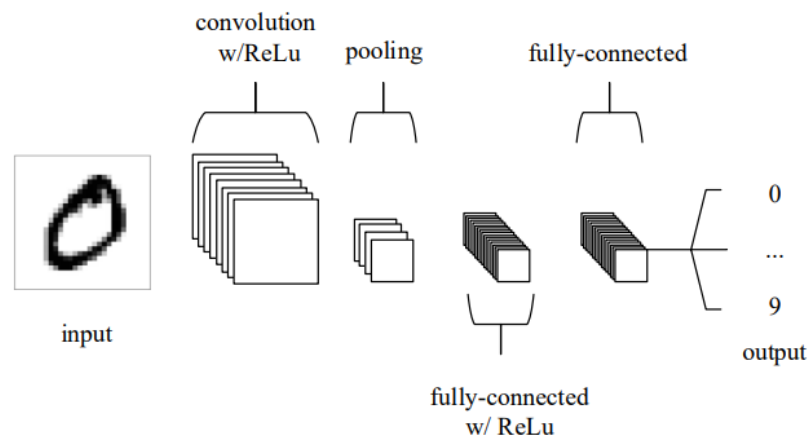 convolution
w/ReLu
pooling
fully-connected
0
...
9
input
output
fully-connected
w/ ReLu